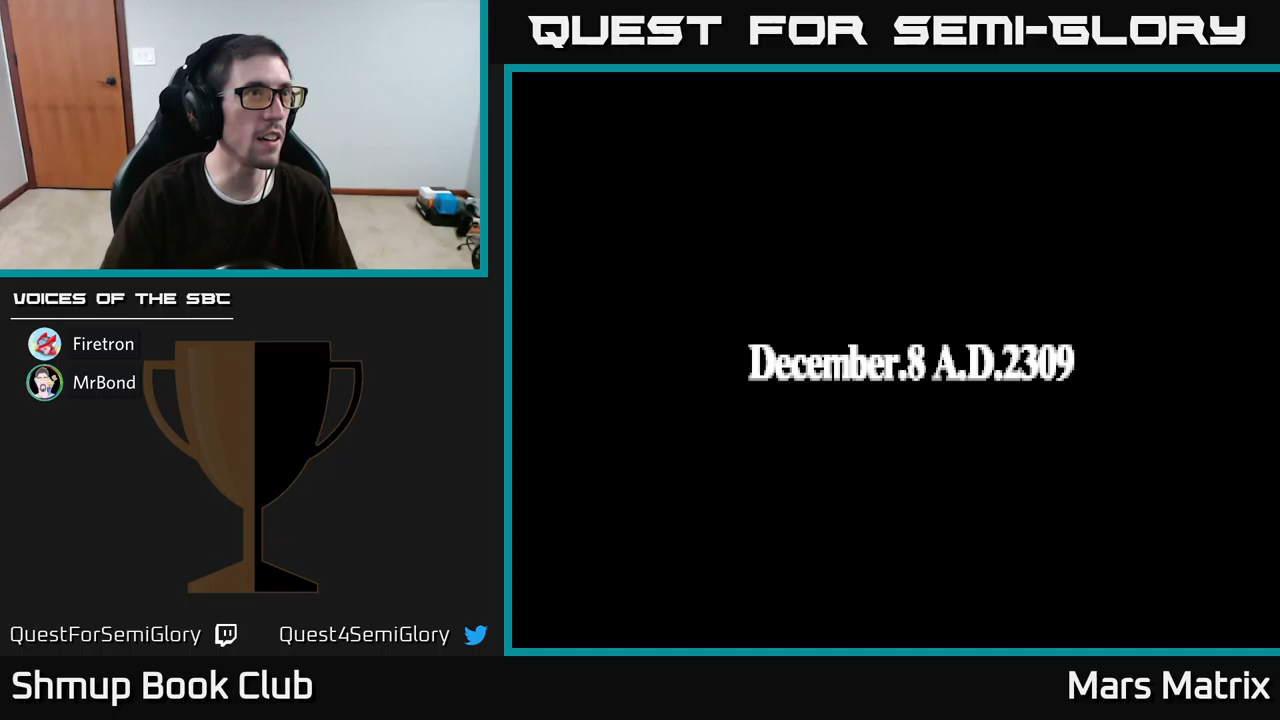 QUEST FOR SEMI-GLORY
VOICES OF THE SBC
Firetron
MrBond
December.8 A.D.2309
QuestForSemiGlory
Quest4SemiGlory
Shmup Book Club
Mars Matrix